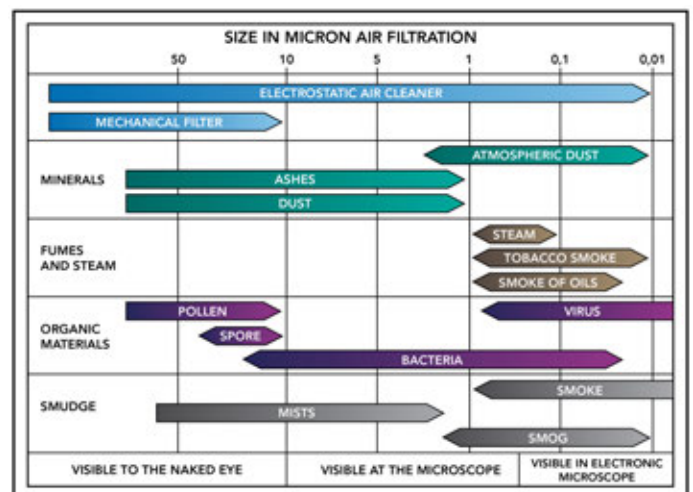 SIZE IN MICRON AIR FILTRATION
50 10 5 1 0,1 0,01
ELECTROSTATIC AIR CLEANER
MECHANICAL FILTER
MINERALS
ATMOSPHERIC DUST
ASHES
DUST
FUMES
AND STEAM
STEAM
TOBACCO SMOKE
SMOKE OF OILS
ORGANIC
MATERIALS
POLLEN VIRUS
SPORE
BACTERIA
SMUDGE
SMOKE
MISTS
SMOG
VISIBLE TO THE NAKED EYE
VISIBLE AT THE MICROSCOPE
VISIBLE IN ELECTRONIC
MICROSCOPE